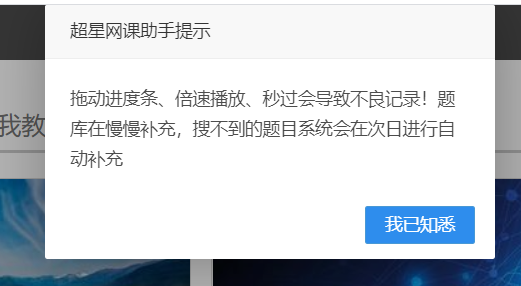 超星网课助手提示
拖动进度条、倍速播放、秒过会导致不良记录！题
我教
库在慢慢补充，搜不到的题目系统会在次日进行自
动补充
我已知悉